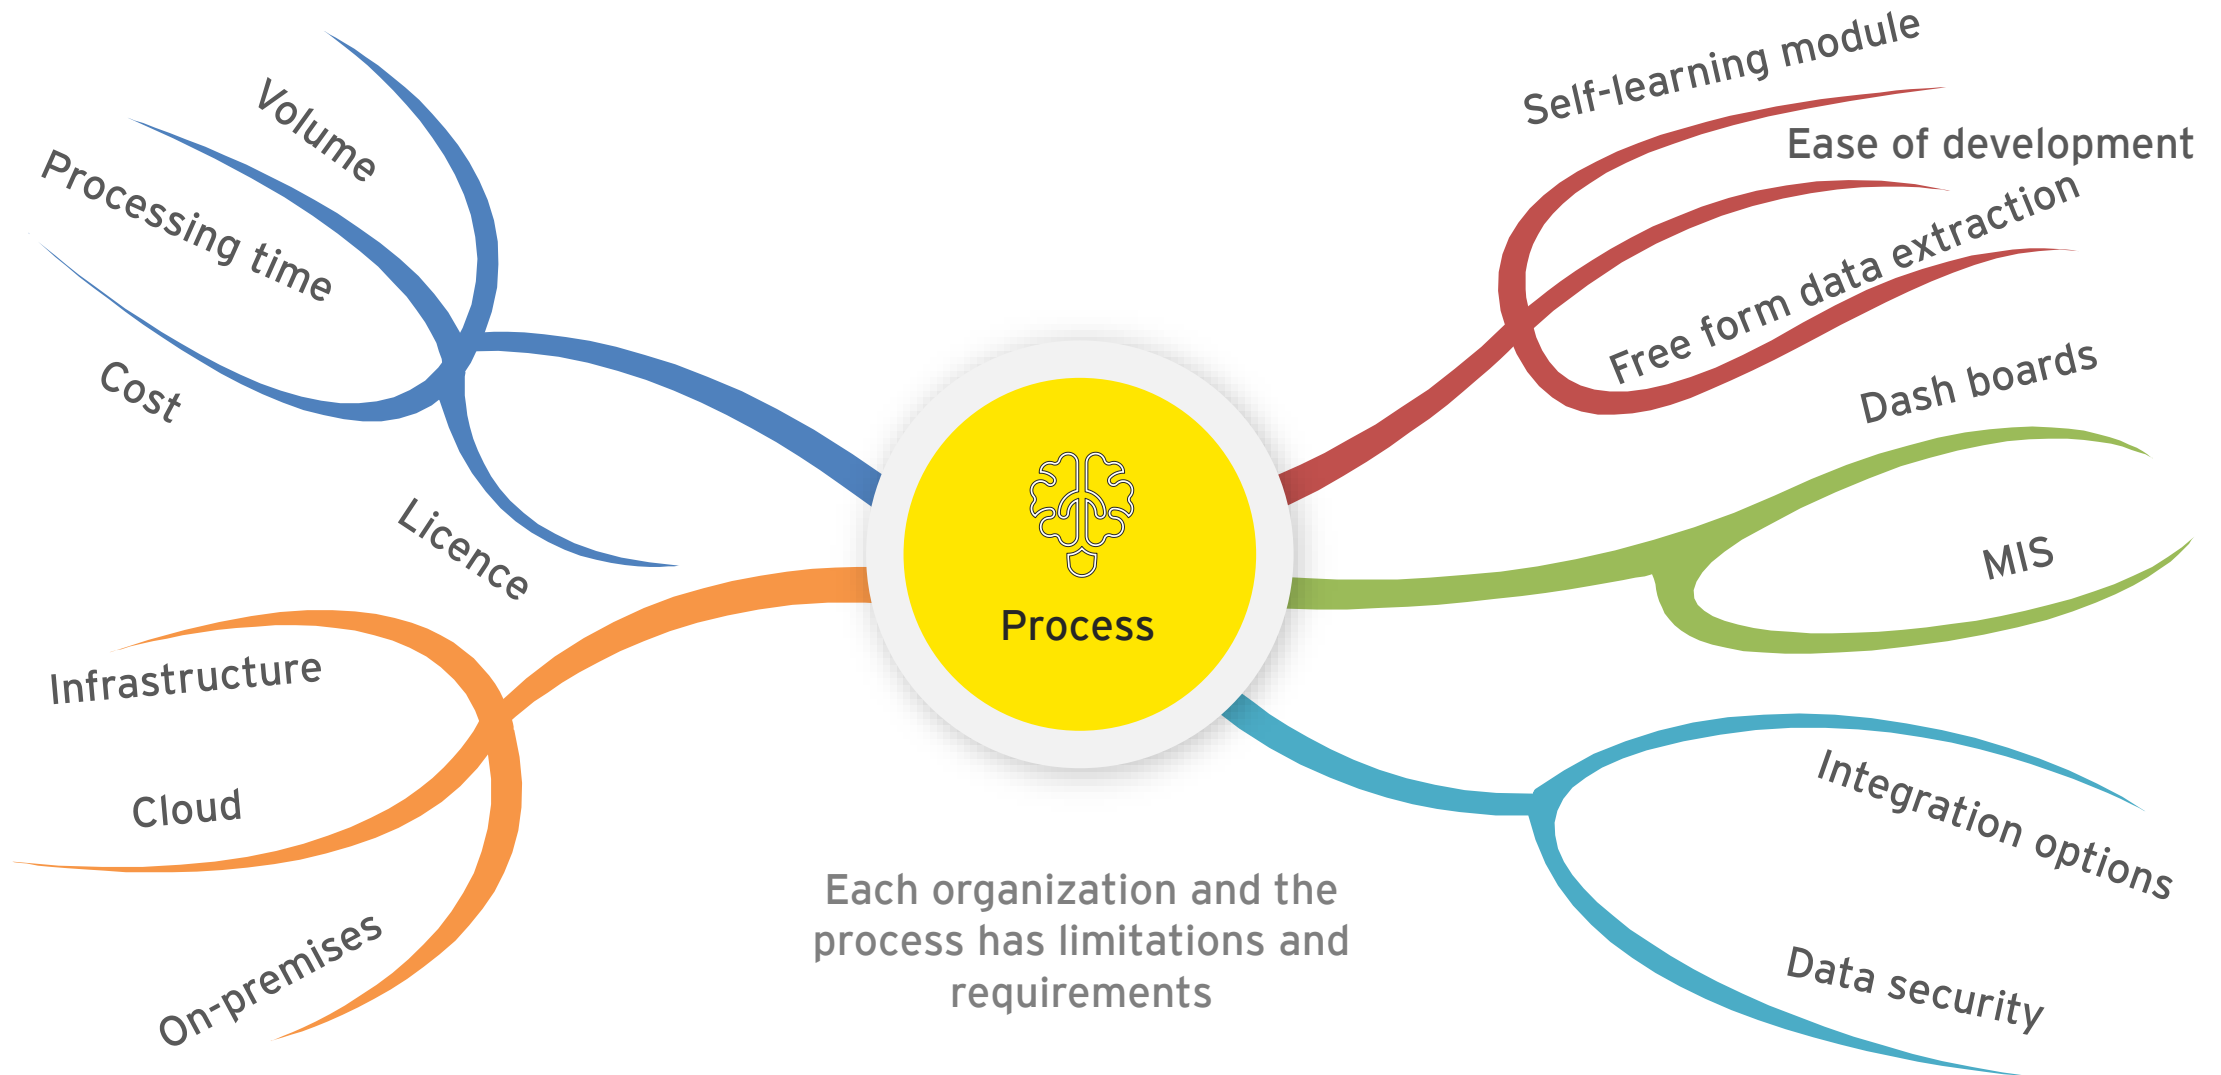 Volume
Processing time
Cost
Licence
Infrastructure
Cloud
On-premises
Self-learning module
Ease of development
Free form data extraction
Dash boards
MIS
Integration options
Data security
Process
Each organization and the
process has limitations and
requirements